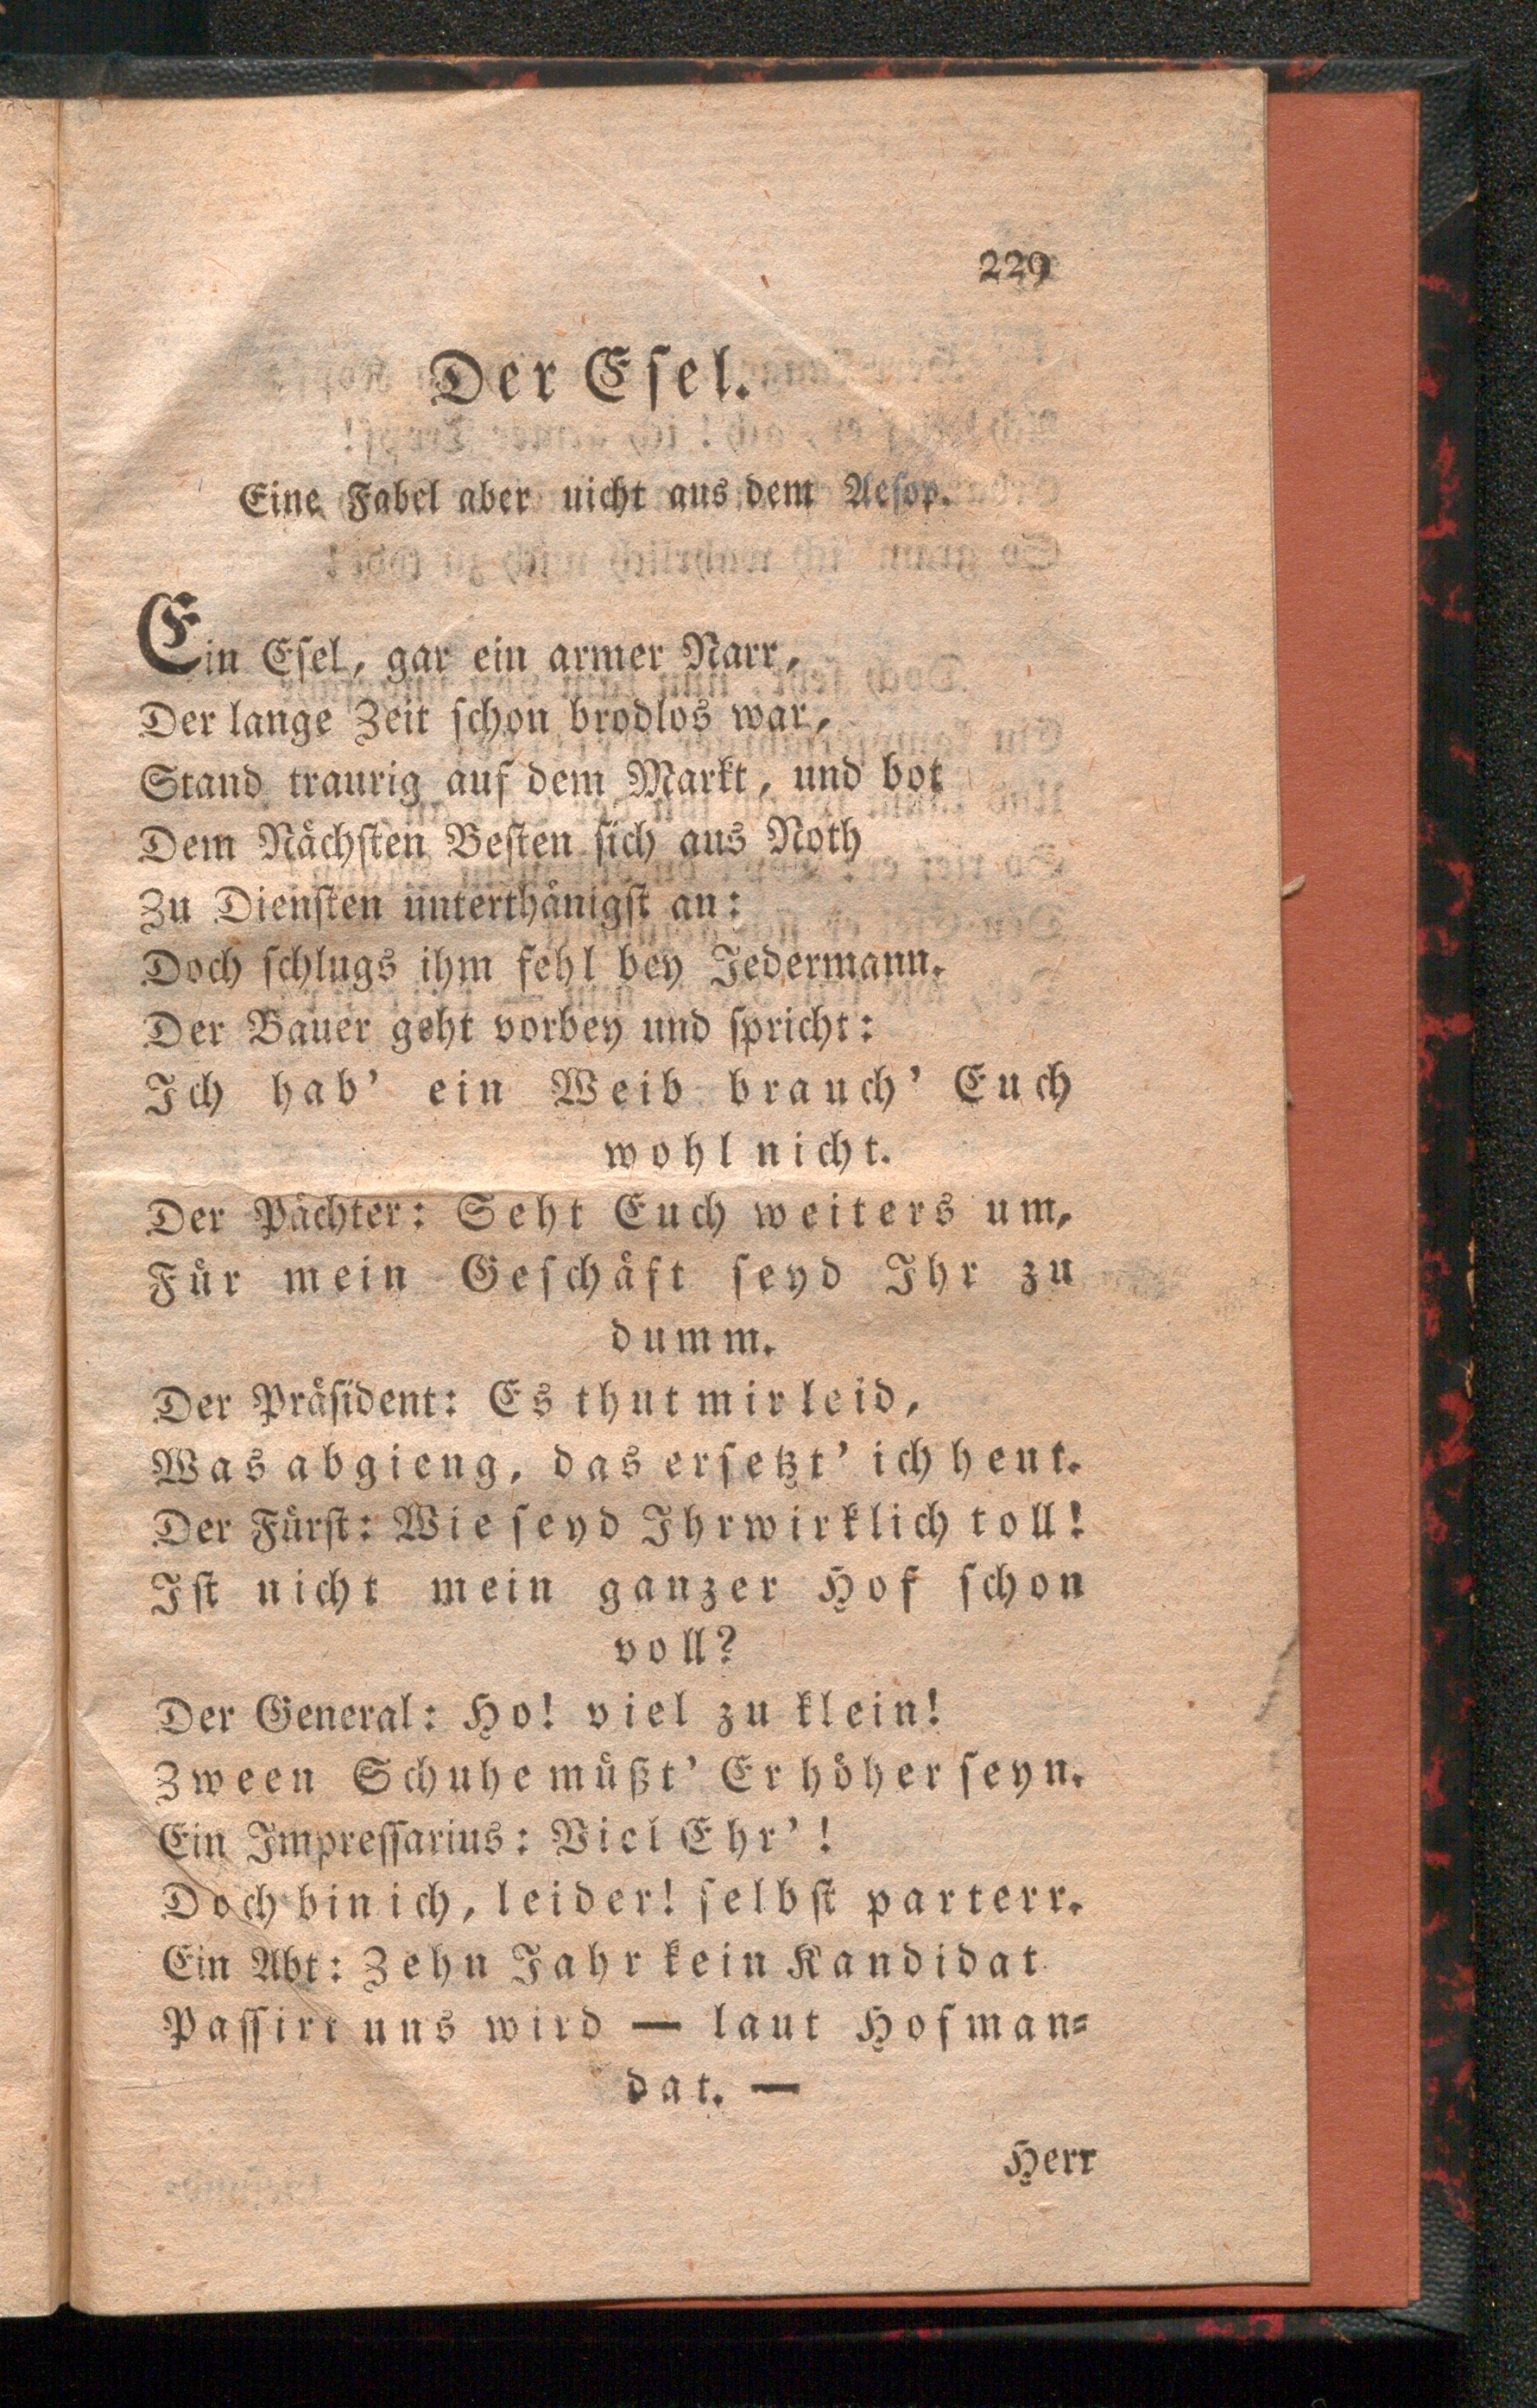 229
Der Eſel.
Eine Fabel aber nicht aus dem Aeſop.
Ein Eſel, gar ein armer Narr,
Der lange Zeit ſchon brodlos war,
Stand traurig auf dem Markt, und bot
Dem Nächſten Beſten ſich aus Noth
Zu Dienſten unterthänigſt an:
Doch ſchlugs ihm fehl bey Jedermann.
Der Bauer geht vorbey und ſpricht:
Ich hab' ein Weib brauch' Euch
wohl nicht.
Der Pächter: Seht Euch weiters um,
Für mein Geſchäft ſeyd Ihr zu
dumm.
Der Präſident: Es thut mir leid,
Was abgieng, das erſetzt' ich heut.
Der Fürſt: Wie ſeyd Ihr wirklich toll!
Iſt nicht mein ganzer Hof ſchon
voll?
Der General: Ho! viel zu klein!
Zween Schuhe müßt' Er höher ſeyn.
Ein Impreſſarius: Viel Ehr'!
Doch bin ich, leider! ſelbſt parterr.
Ein Abt: Zehn Jahr kein Kandidat
Paſſirt uns wird — laut Hofman=
dat. —
Herr